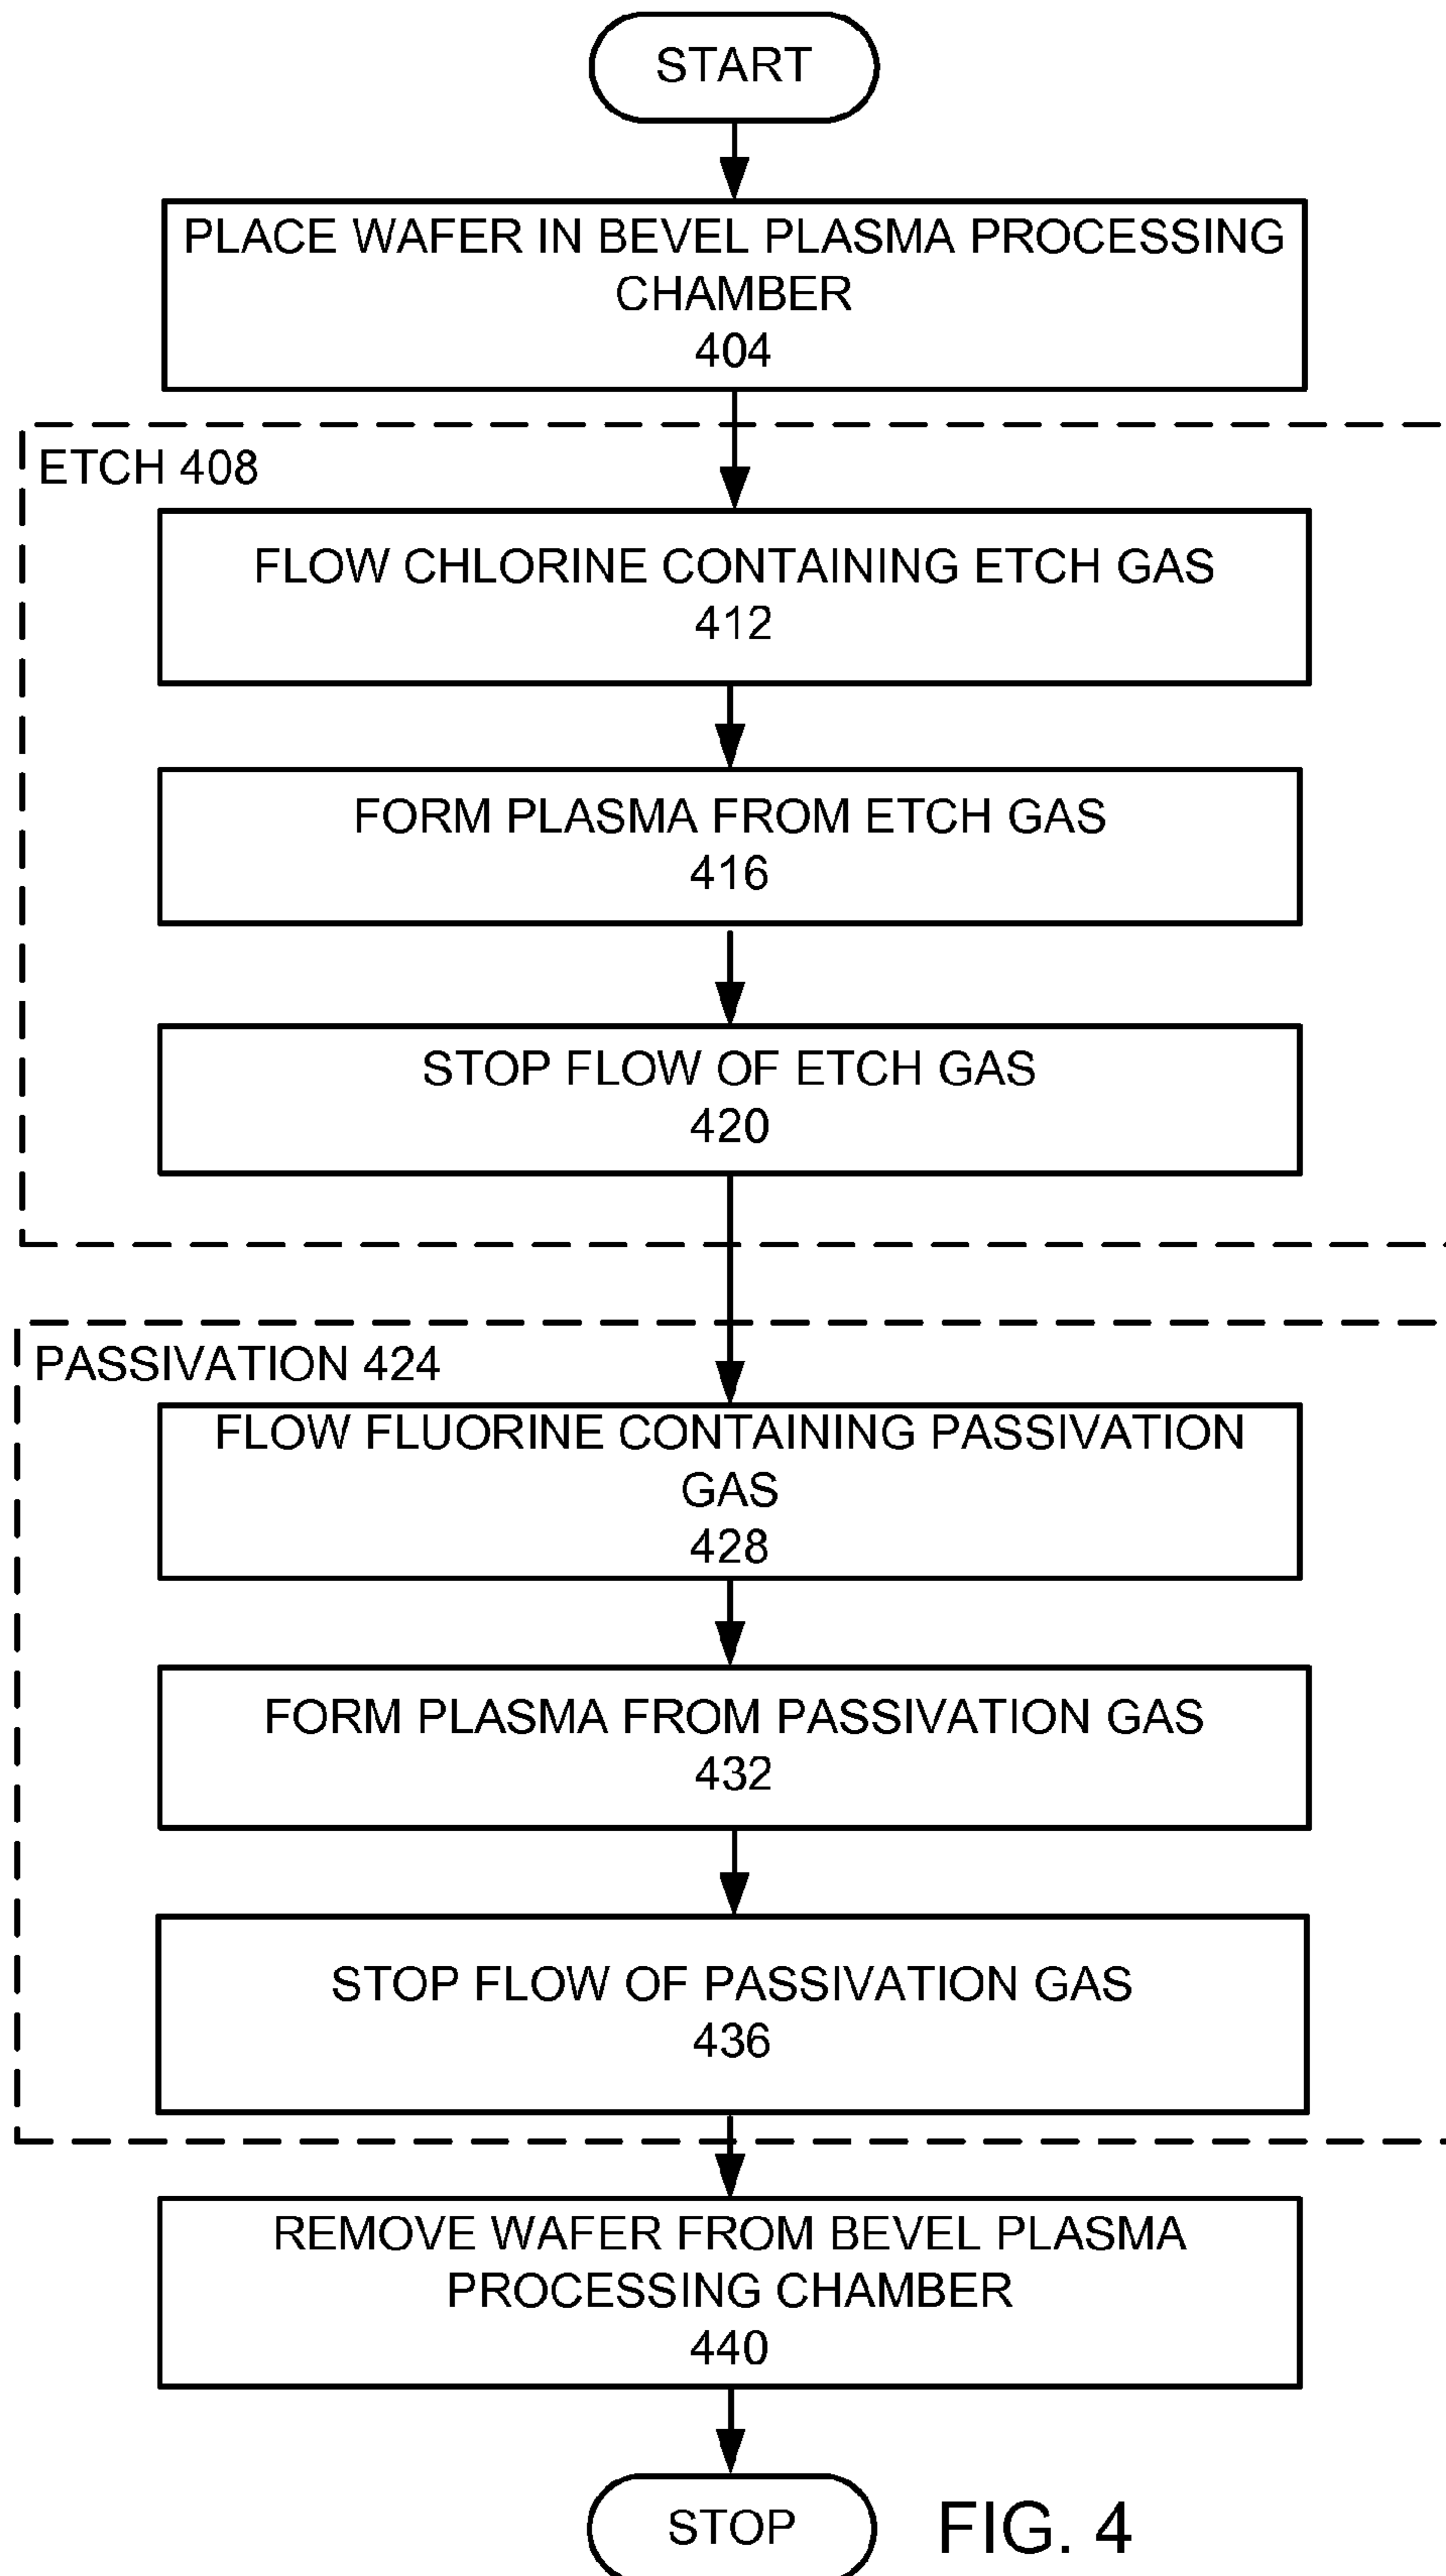 START
PLACE WAFER IN BEVEL PLASMA PROCESSING
CHAMBER
404
ETCH 408
FLOW CHLORINE CONTAINING ETCH GAS
412
FORM PLASMA FROM ETCH GAS
416
STOP FLOW OF ETCH GAS
420
PASSIVATION 424
FLOW FLUORINE CONTAINING PASSIVATION
GAS
428
FORM PLASMA FROM PASSIVATION GAS
432
STOP FLOW OF PASSIVATION GAS
436
REMOVE WAFER FROM BEVEL PLASMA
PROCESSING CHAMBER
440
STOP
FIG. 4